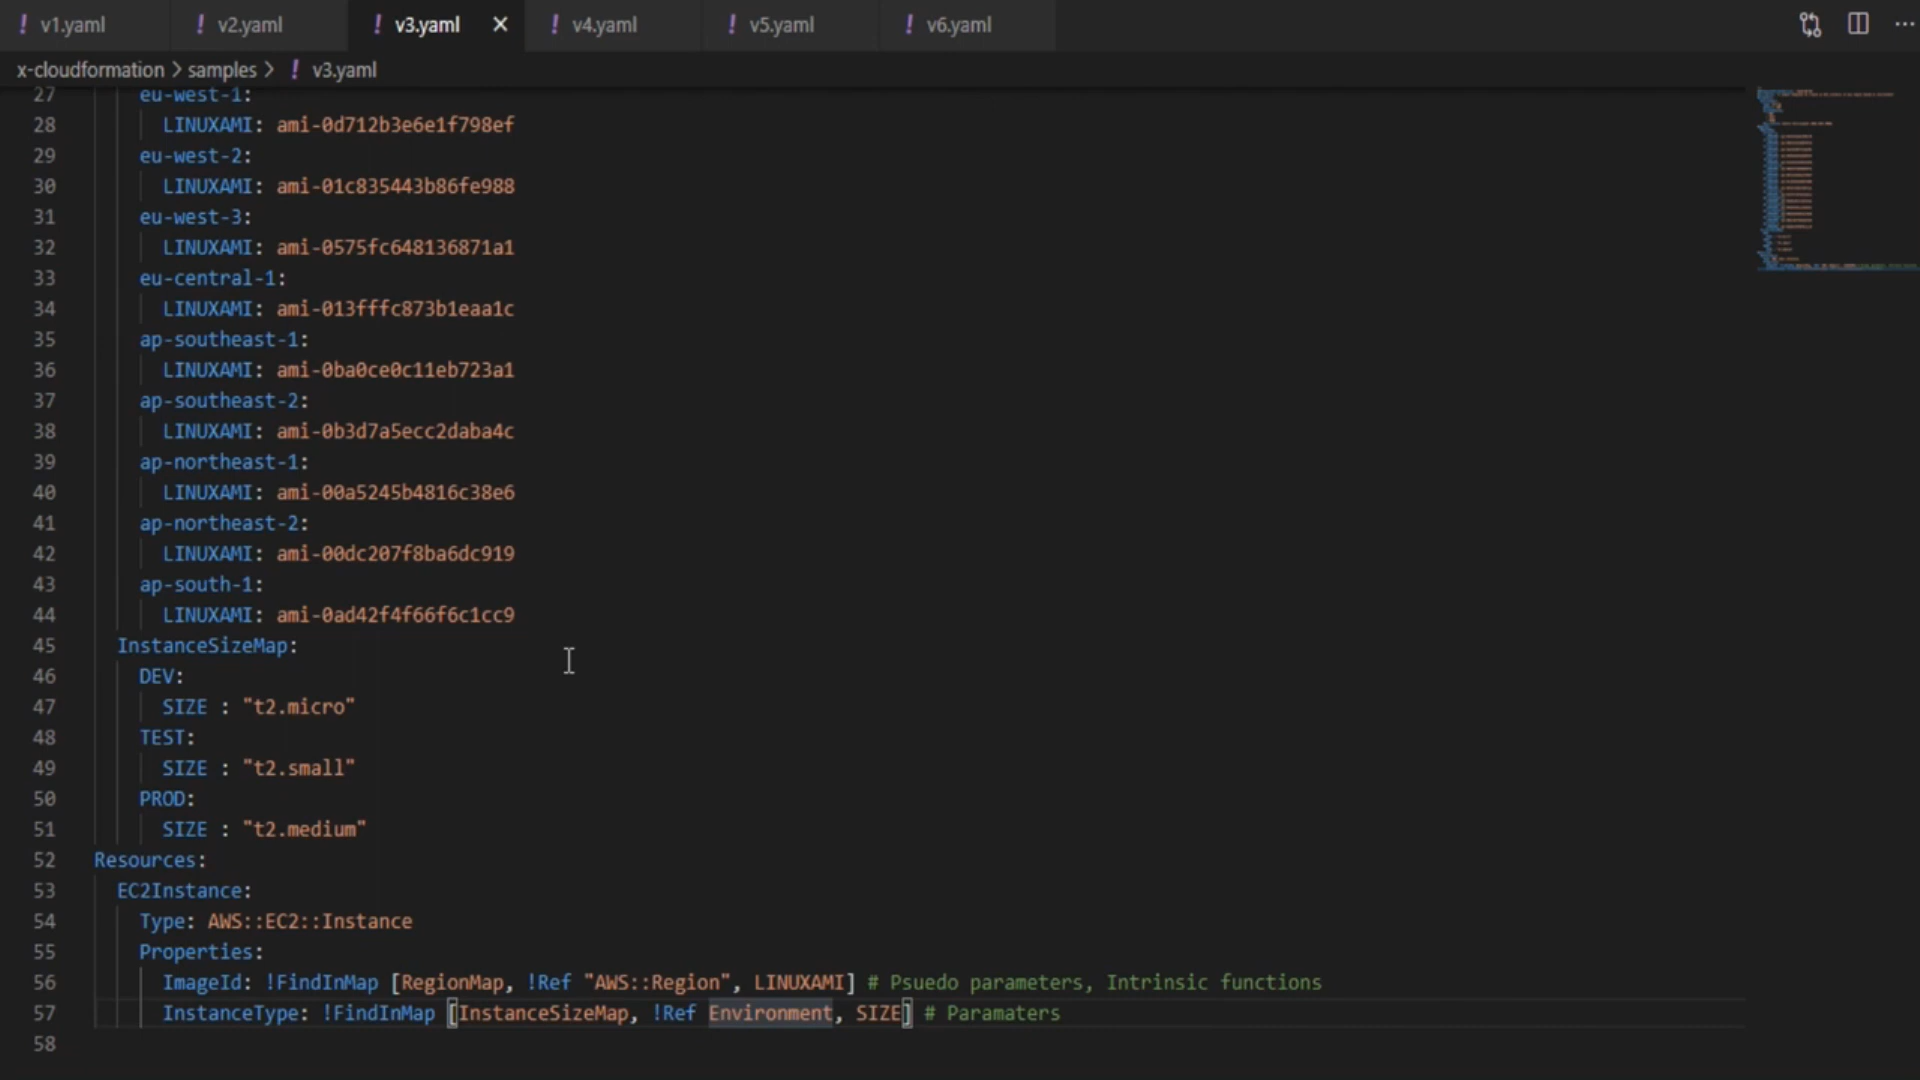 ! v1.yaml ! v2.yaml ! v3.yaml ! v4.yaml ! v5.yaml ! v6.yaml
x-cloudformation > samples > ! v3.yaml
27 eu-west-1:
28 LINUXAMI: ami-0d712b3e6e1f798ef
29 eu-west-2:
30 LINUXAMI: ami-01c835443b86fe988
31 eu-west-3:
32 LINUXAMI: ami-0575fc648136871a1
33 eu-central-1:
34 LINUXAMI: ami-013fffc873b1eaa1c
35 ap-southeast-1:
36 LINUXAMI: ami-0ba0ce0c11eb723a1
37 ap-southeast-2:
38 LINUXAMI: ami-0b3d7a5ecc2daba4c
39 ap-northeast-1:
40 LINUXAMI: ami-00a5245b4816c38e6
41 ap-northeast-2:
42 LINUXAMI: ami-00dc207f8ba6dc919
43 ap-south-1:
44 LINUXAMI: ami-0ad42f4f66f6c1cc9
45 InstanceSizeMap:
46 DEV:
47 SIZE : "t2.micro"
48 TEST:
49 SIZE : "t2.small"
50 PROD:
51 SIZE : "t2.medium"
52 Resources:
53 EC2Instance:
54 Type: AWS::EC2::Instance
55 Properties:
56 ImageId: !FindInMap [RegionMap, !Ref "AWS::Region", LINUXAMI] # Psuedo parameters, Intrinsic functions
57 InstanceType: !FindInMap [InstanceSizeMap, !Ref Environment, SIZE] # Paramaters
58